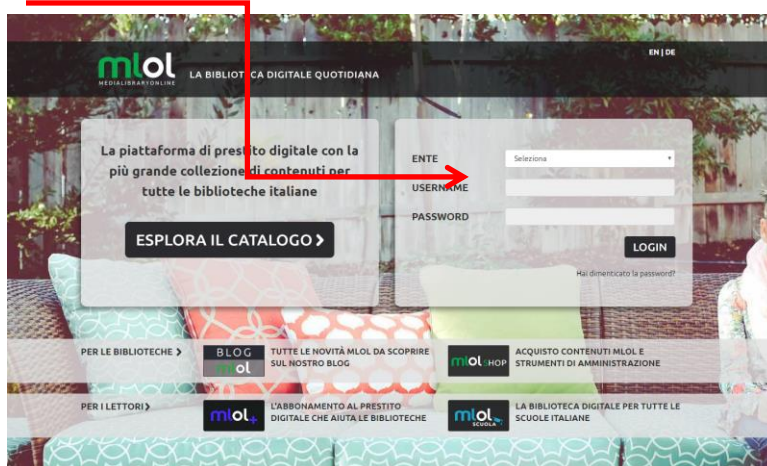 mlol
MEDIALIBRARYONLINE
LA BIBLIOTECA DIGITALE QUOTIDIANA
EN | DE
La piattaforma di prestito digitale con la
più grande collezione di contenuti per
tutte le biblioteche italiane
ESPLORA IL CATALOGO >
ENTE
Seleziona
USERNAME
PASSWORD
LOGIN
Hai dimenticato la password?
PER LE BIBLIOTECHE >
BLOG
mlol
TUTTE LE NOVITÀ MLOL DA SCOPRIRE
SUL NOSTRO BLOG
mlol SHOP
ACQUISTO CONTENUTI MLOL E
STRUMENTI DI AMMINISTRAZIONE
PER I LETTORI >
mlol+
L'ABBONAMENTO AL PRESTITO
DIGITALE CHE AIUTA LE BIBLIOTECHE
mlol
SCUOLA
LA BIBLIOTECA DIGITALE PER TUTTE LE
SCUOLE ITALIANE